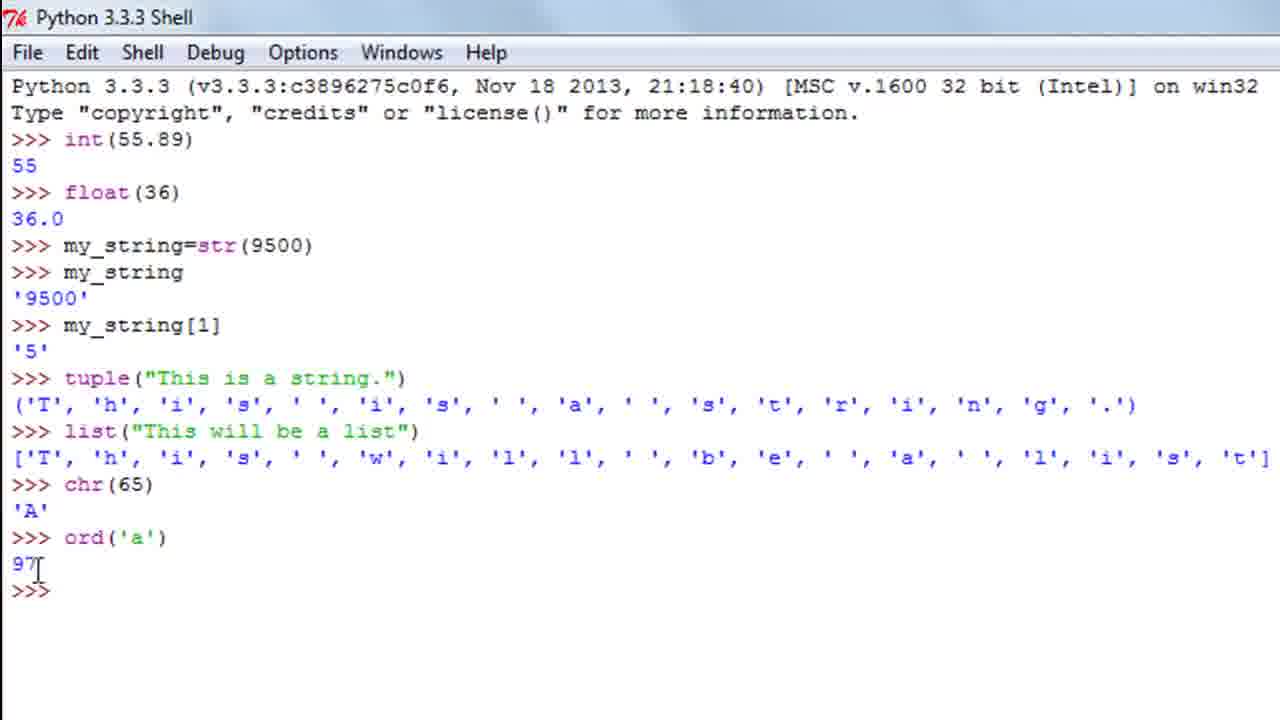 Python 3.3.3 Shell
File Edit Shell Debug Options Windows Help
Python 3.3.3 (v3.3.3:c3896275c0f6, Nov 18 2013, 21:18:40) [MSC v.1600 32 bit (Intel)] on win32
Type "copyright", "credits" or "license()" for more information.
>>> int(55.89)
55
>>> float(36)
36.0
>>> my_string=str(9500)
>>> my_string
'9500'
>>> my_string[1]
'5'
>>> tuple("This is a string.")
('T', 'h', 'i', 's', ' ', 'i', 's', ' ', 'a', ' ', 's', 't', 'r', 'i', 'n', 'g', '.')
>>> list("This will be a list")
['T', 'h', 'i', 's', ' ', 'w', 'i', 'l', 'l', ' ', 'b', 'e', ' ', 'a', ' ', 'l', 'i', 's', 't']
>>> chr(65)
'A'
>>> ord('a')
97
>>>